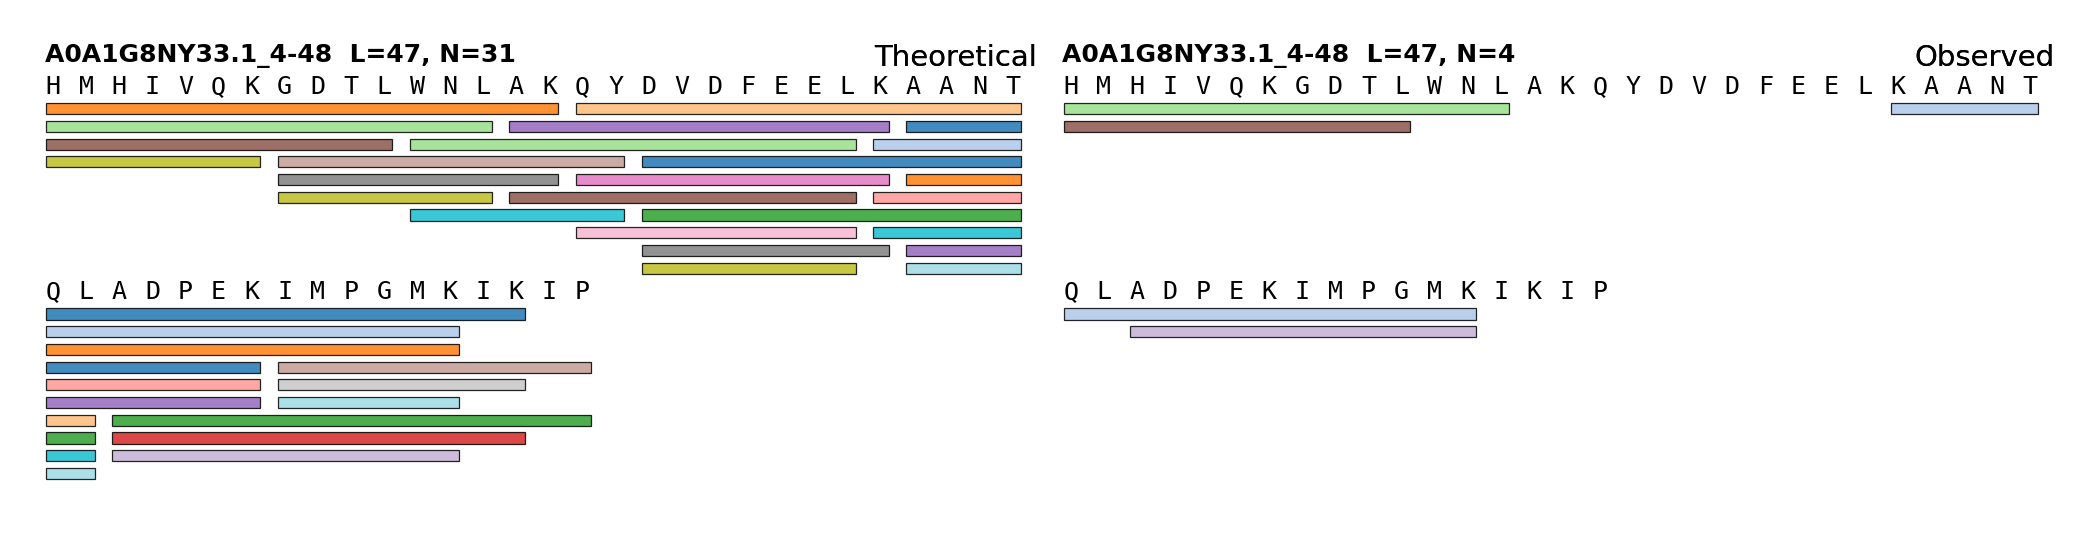 A0A1G8NY33.1_4-48 L=47, N=31 Theoretical
H M H I V Q K G D T L W N L A K Q Y D V D F E E L K A A N T
Q L A D P E K I M P G M K I K I P
A0A1G8NY33.1_4-48 L=47, N=4 Observed
H M H I V Q K G D T L W N L A K Q Y D V D F E E L K A A N T
Q L A D P E K I M P G M K I K I P